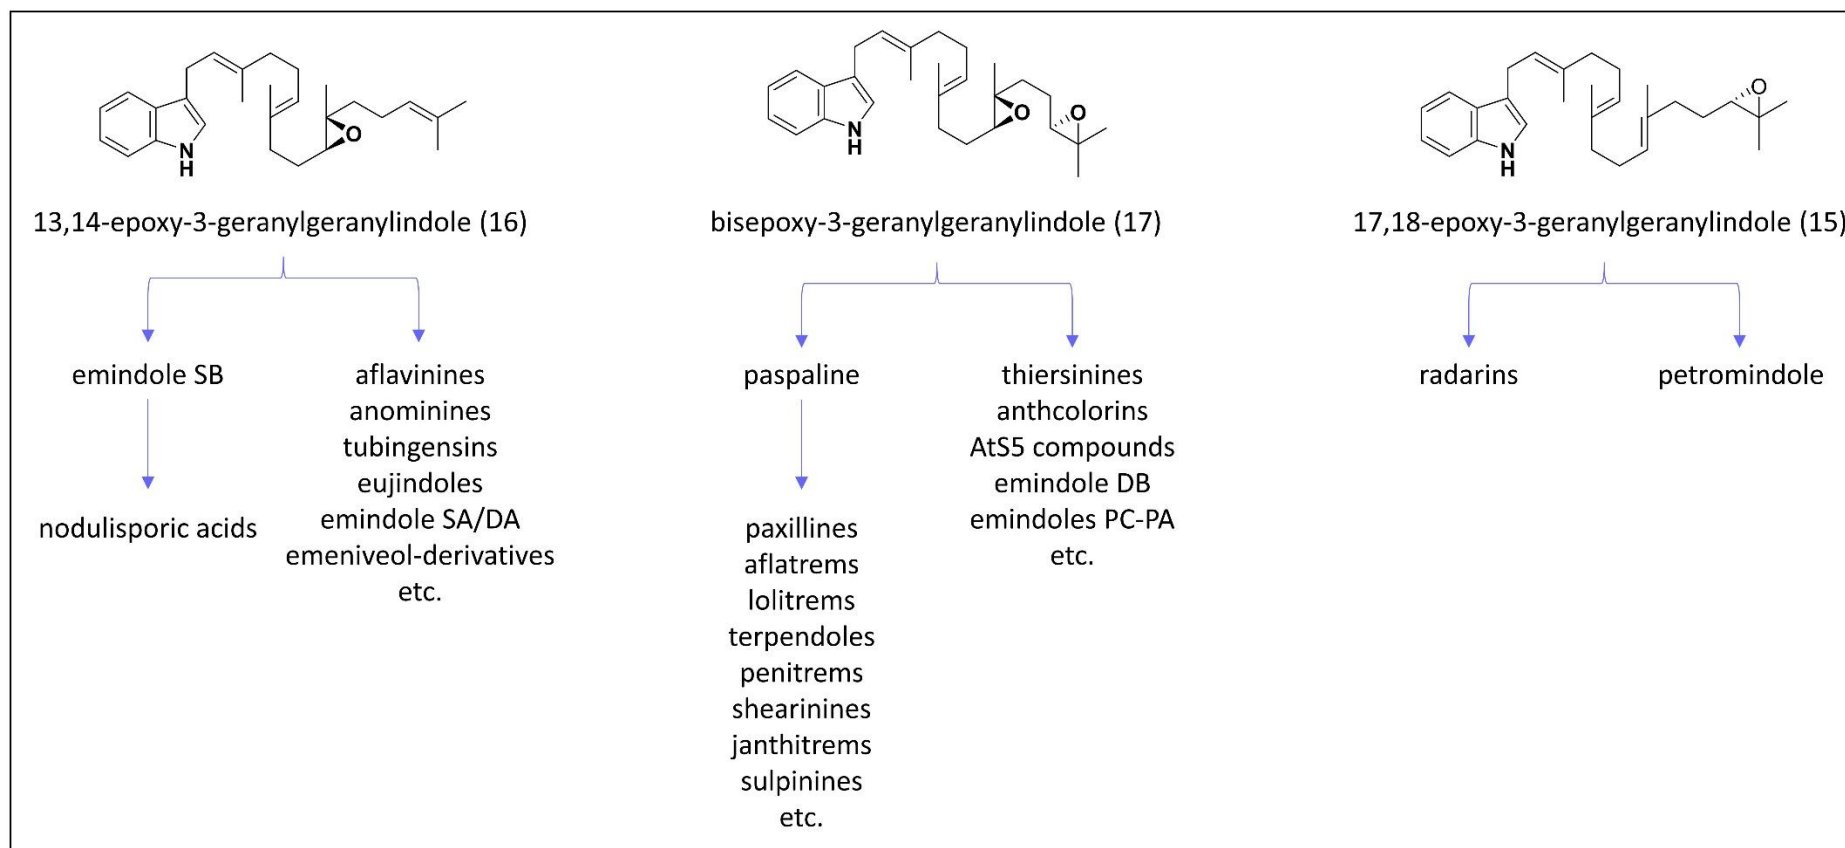 O
N
H
13,14-epoxy-3-geranylgeranylindole (16)
emindole SB
nodulisporic acids
aflavinines
anominines
tubingensins
eujindoles
emindole SA/DA
emeniveol-derivatives
etc.
O
O
N
H
bisepoxy-3-geranylgeranylindole (17)
paspaline
paxillines
aflatrems
lolitrems
terpendoles
penitrems
shearinines
janthitrems
sulpinines
etc.
thiersinines
anthcolorins
AtS5 compounds
emindole DB
emindoles PC-PA
etc.
O
N
H
17,18-epoxy-3-geranylgeranylindole (15)
radarins
petromindole